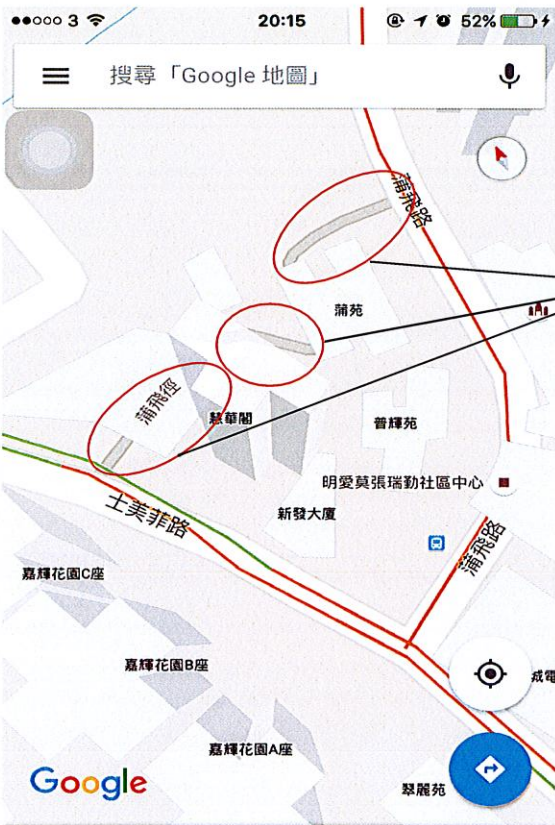 3
20:15
52%
搜尋「Google 地圖」
蒲飛路
蒲苑
蒲飛徑
慧華閣
普輝苑
明愛莫張瑞勤社區中心
士美菲路
新發大廈
蒲飛路
嘉輝花園C座
嘉輝花園B座
成電
嘉輝花園A座
Google
翠麗苑